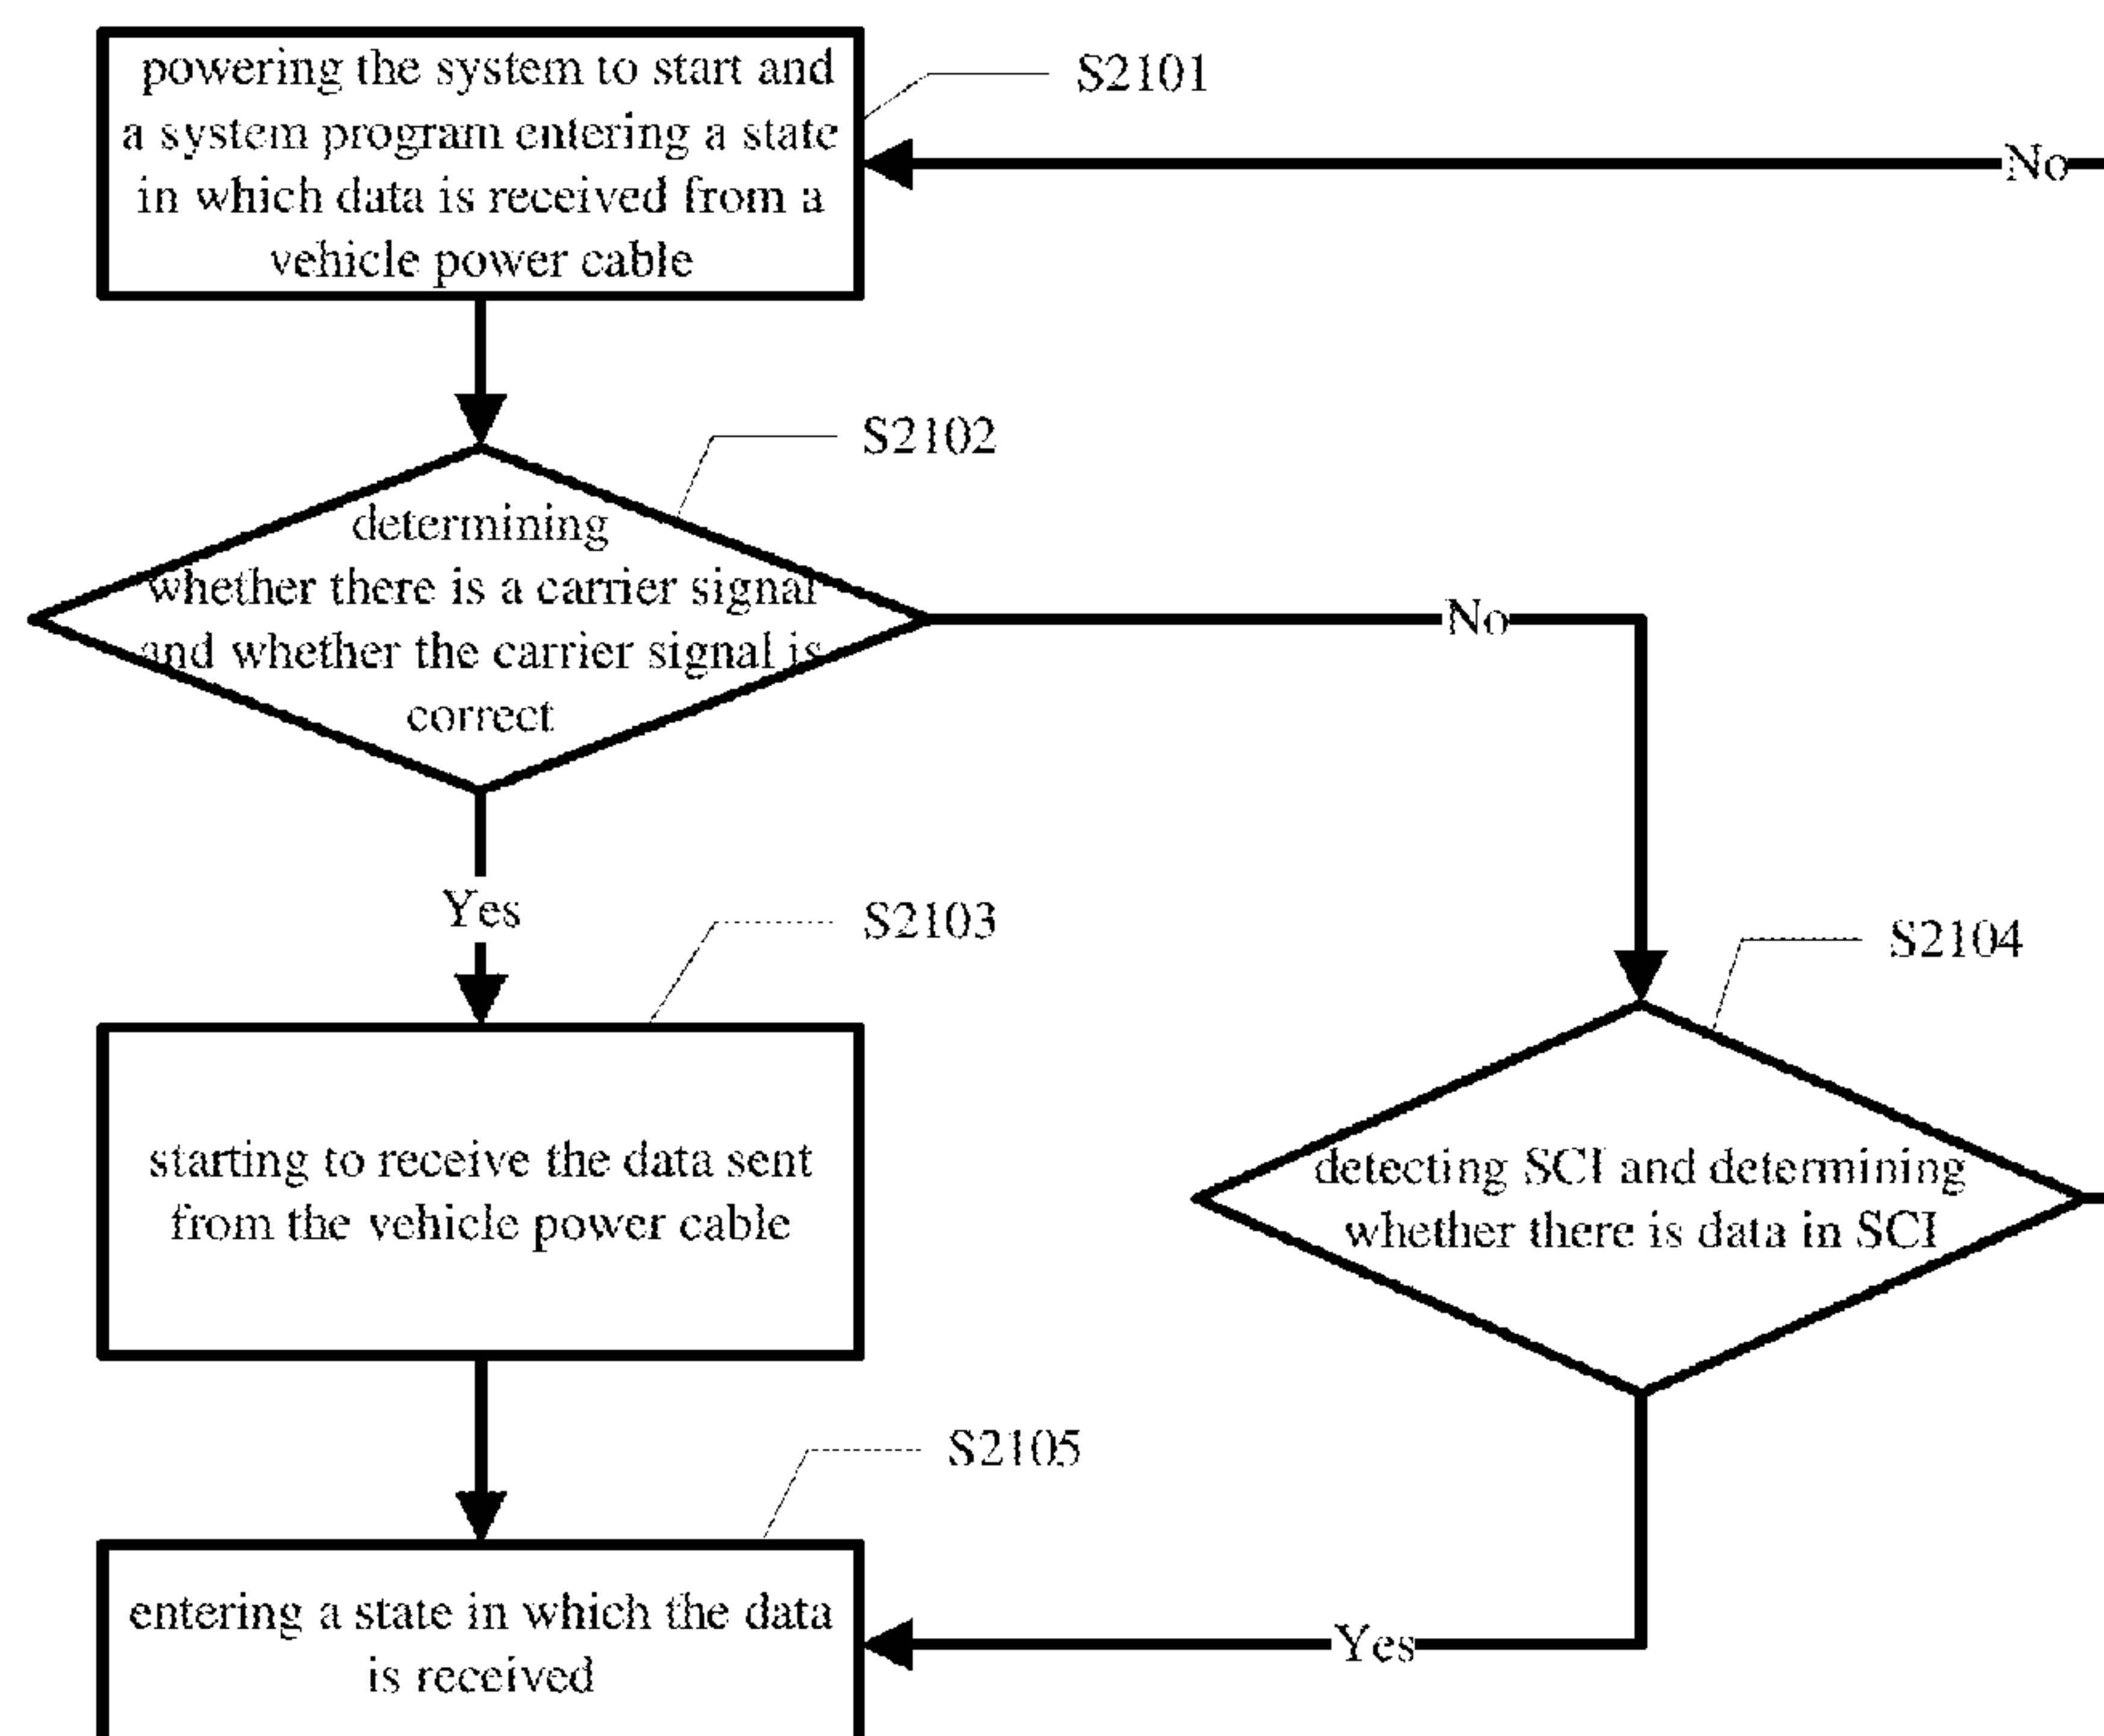 powering the system to start and
a system program entering a state
in which data is received from a
vehicle power cable
S2101
No
S2102
determining
whether there is a carrier signal
and whether the carrier signal is
correct
No
Yes
S2103
S2104
starting to receive the data sent
from the vehicle power cable
detecting SCI and determining
whether there is data in SCI
S2105
entering a state in which the data
is received
Yes